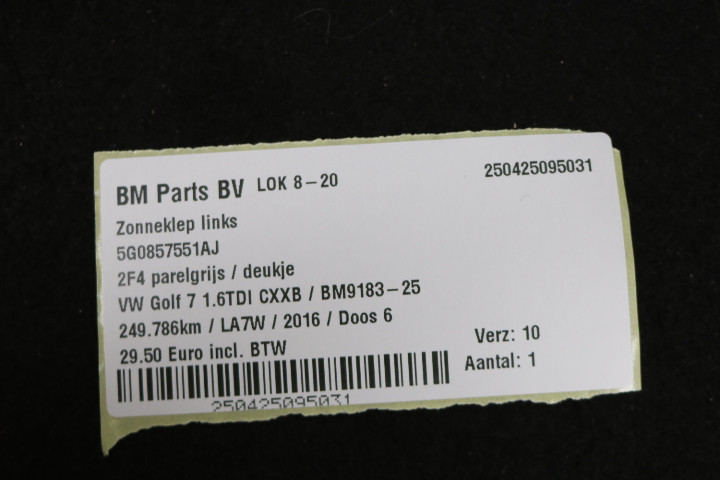 BM Parts BV LOK 8-20 250425095031
Zonneklep links
5G0857551AJ
2F4 parelgrijs / deukje
VW Golf 7 1.6TDI CXXB / BM9183-25
249.786km / LA7W / 2016 / Doos 6
29.50 Euro incl. BTW
Verz: 10
Aantal: 1
250425095031